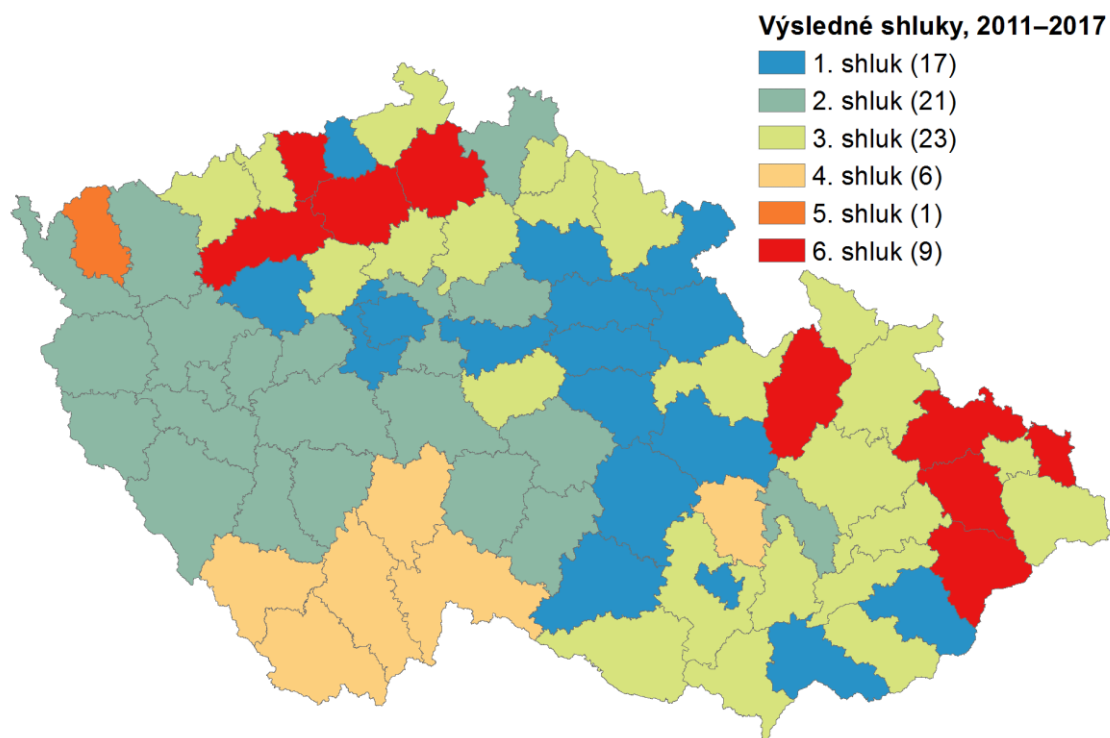 Výsledné shluky, 2011–2017
1. shluk (17)
2. shluk (21)
3. shluk (23)
4. shluk (6)
5. shluk (1)
6. shluk (9)